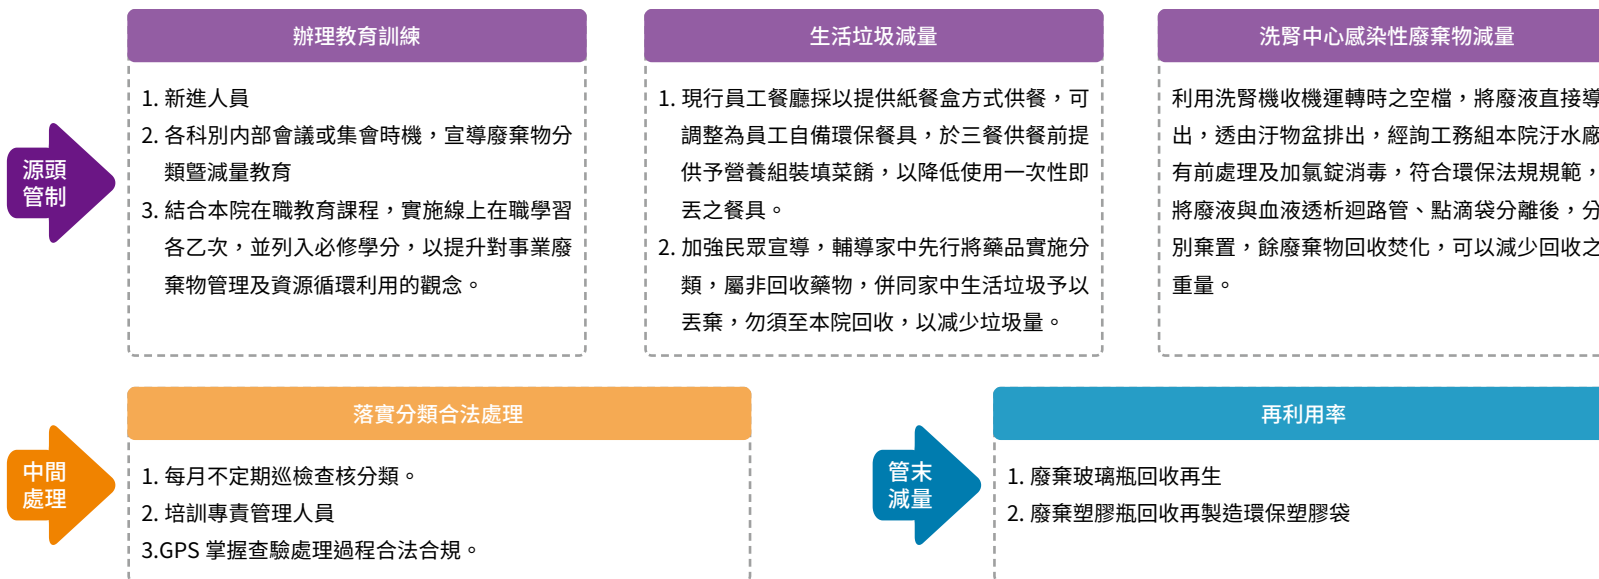 源頭
管制
辦理教育訓練
1. 新進人員
2. 各科別內部會議或集會時機，宣導廢棄物分
類暨減量教育
3. 結合本院在職教育課程，實施線上在職學習
各乙次，並列入必修學分，以提升對事業廢
棄物管理及資源循環利用的觀念。
生活垃圾減量
1. 現行員工餐廳採以提供紙餐盒方式供餐，可
調整為員工自備環保餐具，於三餐供餐前提
供予營養組裝填菜餚，以降低使用一次性即
丟之餐具。
2. 加強民眾宣導，輔導家中先行將藥品實施分
類，屬非回收藥物，併同家中生活垃圾予以
丟棄，勿須至本院回收，以減少垃圾量。
洗腎中心感染性廢棄物減量
利用洗腎機收機運轉時之空檔，將廢液直接導
出，透由汙物盆排出，經詢工務組本院汙水廠
有前處理及加氯錠消毒，符合環保法規規範，
將廢液與血液透析迴路管、點滴袋分離後，分
別棄置，餘廢棄物回收焚化，可以減少回收之
重量。
中間
處理
落實分類合法處理
1. 每月不定期巡檢查核分類。
2. 培訓專責管理人員
3.GPS 掌握查驗處理過程合法合規。
管末
減量
再利用率
1. 廢棄玻璃瓶回收再生
2. 廢棄塑膠瓶回收再製造環保塑膠袋